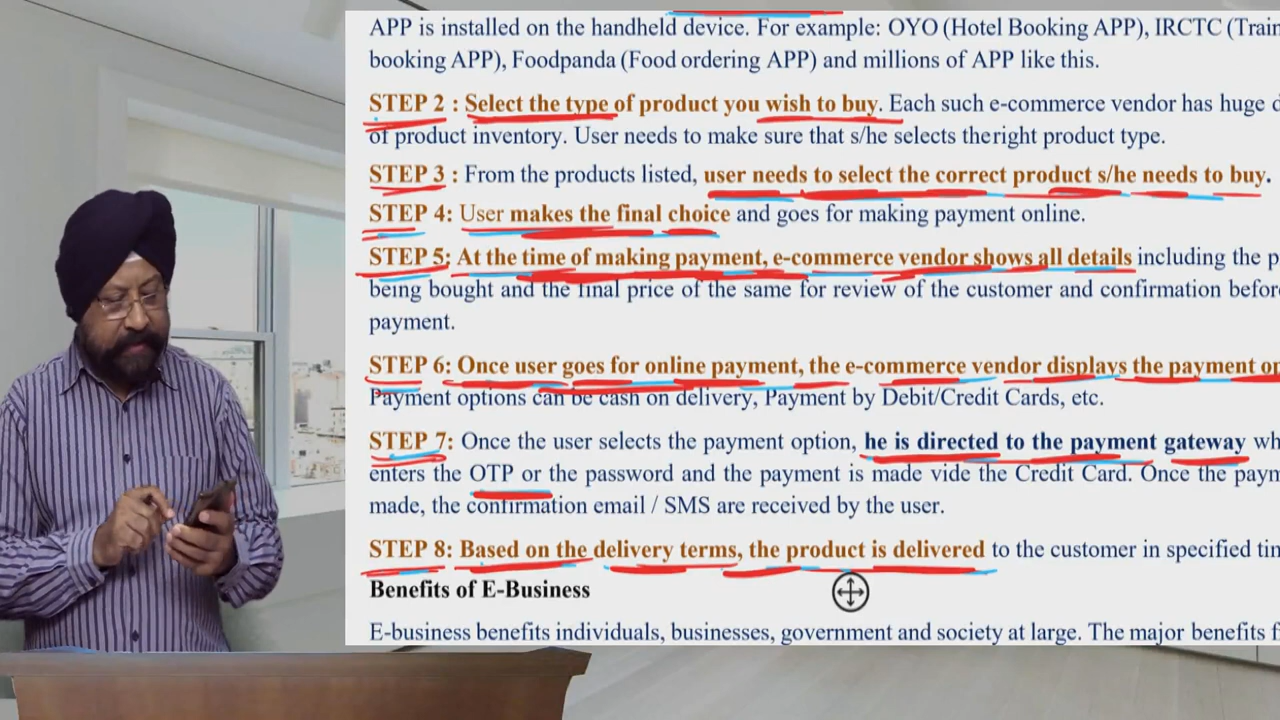 APP is installed on the handheld device. For example: OYO (Hotel Booking APP), IRCTC (Train
booking APP), Foodpanda (Food ordering APP) and millions of APP like this.
STEP 2 : Select the type of product you wish to buy. Each such e-commerce vendor has huge
of product inventory. User needs to make sure that s/he selects theright product type.
STEP 3 : From the products listed, user needs to select the correct product s/he needs to buy.
STEP 4: User makes the final choice and goes for making payment online.
STEP 5: At the time of making payment, e-commerce vendor shows all details including the
being bought and the final price of the same for review of the customer and confirmation
payment.
STEP 6: Once user goes for online payment, the e-commerce vendor displays the payment
Payment options can be cash on delivery, Payment by Debit/Credit Cards, etc.
STEP 7: Once the user selects the payment option, he is directed to the payment gateway
enters the OTP or the password and the payment is made vide the Credit Card. Once the
made, the confirmation email / SMS are received by the user.
STEP 8: Based on the delivery terms, the product is delivered to the customer in specified
Benefits of E-Business
E-business benefits individuals, businesses, government and society at large. The major benefits